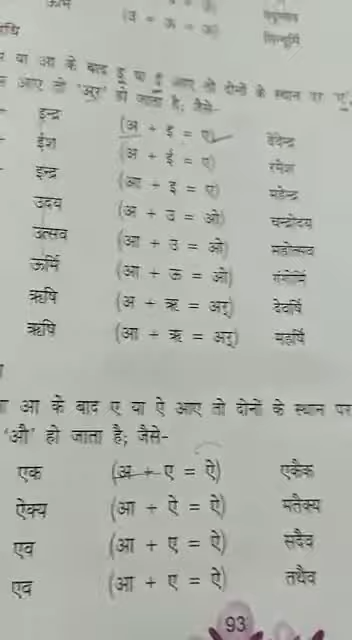 ऊर्मि
(उ + ऊ = ऊ)
सिन्धूर्मि
या आ के बाद इ या ई आए तो दोनों के स्थान पर 'ए',
आए तो 'अर्' हो जाता है; जैसे-
इन्द्र (अ + इ = ए) देवेन्द्र
ईश (अ + ई = ए) रमेश
इन्द्र (आ + इ = ए) महेन्द्र
उदय (अ + उ = ओ) चन्द्रोदय
उत्सव (आ + उ = ओ) महोत्सव
ऊर्मि (आ + ऊ = ओ) गंगोर्मि
ऋषि (अ + ऋ = अर्) देवर्षि
ऋषि (आ + ऋ = अर्) महर्षि
आ के बाद ए या ऐ आए तो दोनों के स्थान पर
'औ' हो जाता है; जैसे-
एक (अ + ए = ऐ) एकैक
ऐक्य (आ + ऐ = ऐ) मतैक्य
एव (आ + ए = ऐ) सदैव
एव (आ + ए = ऐ) तथैव
93